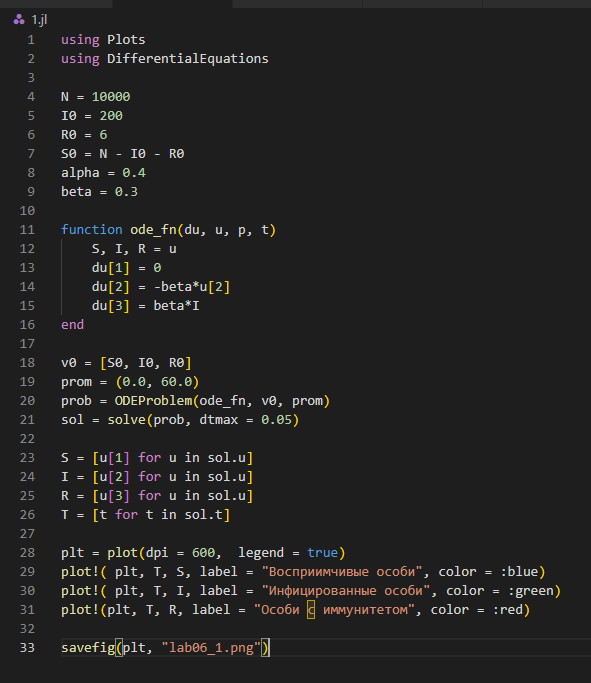 1.jl
1 using Plots
2 using DifferentialEquations
3
4 N = 10000
5 I0 = 200
6 R0 = 6
7 S0 = N - I0 - R0
8 alpha = 0.4
9 beta = 0.3
10
11 function ode_fn(du, u, p, t)
12     S, I, R = u
13     du[1] = 0
14     du[2] = -beta*u[2]
15     du[3] = beta*I
16 end
17
18 v0 = [S0, I0, R0]
19 prom = (0.0, 60.0)
20 prob = ODEProblem(ode_fn, v0, prom)
21 sol = solve(prob, dtmax = 0.05)
22
23 S = [u[1] for u in sol.u]
24 I = [u[2] for u in sol.u]
25 R = [u[3] for u in sol.u]
26 T = [t for t in sol.t]
27
28 plt = plot(dpi = 600,  legend = true)
29 plot!( plt, T, S, label = "Восприимчивые особи", color = :blue)
30 plot!( plt, T, I, label = "Инфицированные особи", color = :green)
31 plot!(plt, T, R, label = "Особи с иммунитетом", color = :red)
32
33 savefig(plt, "lab06_1.png")